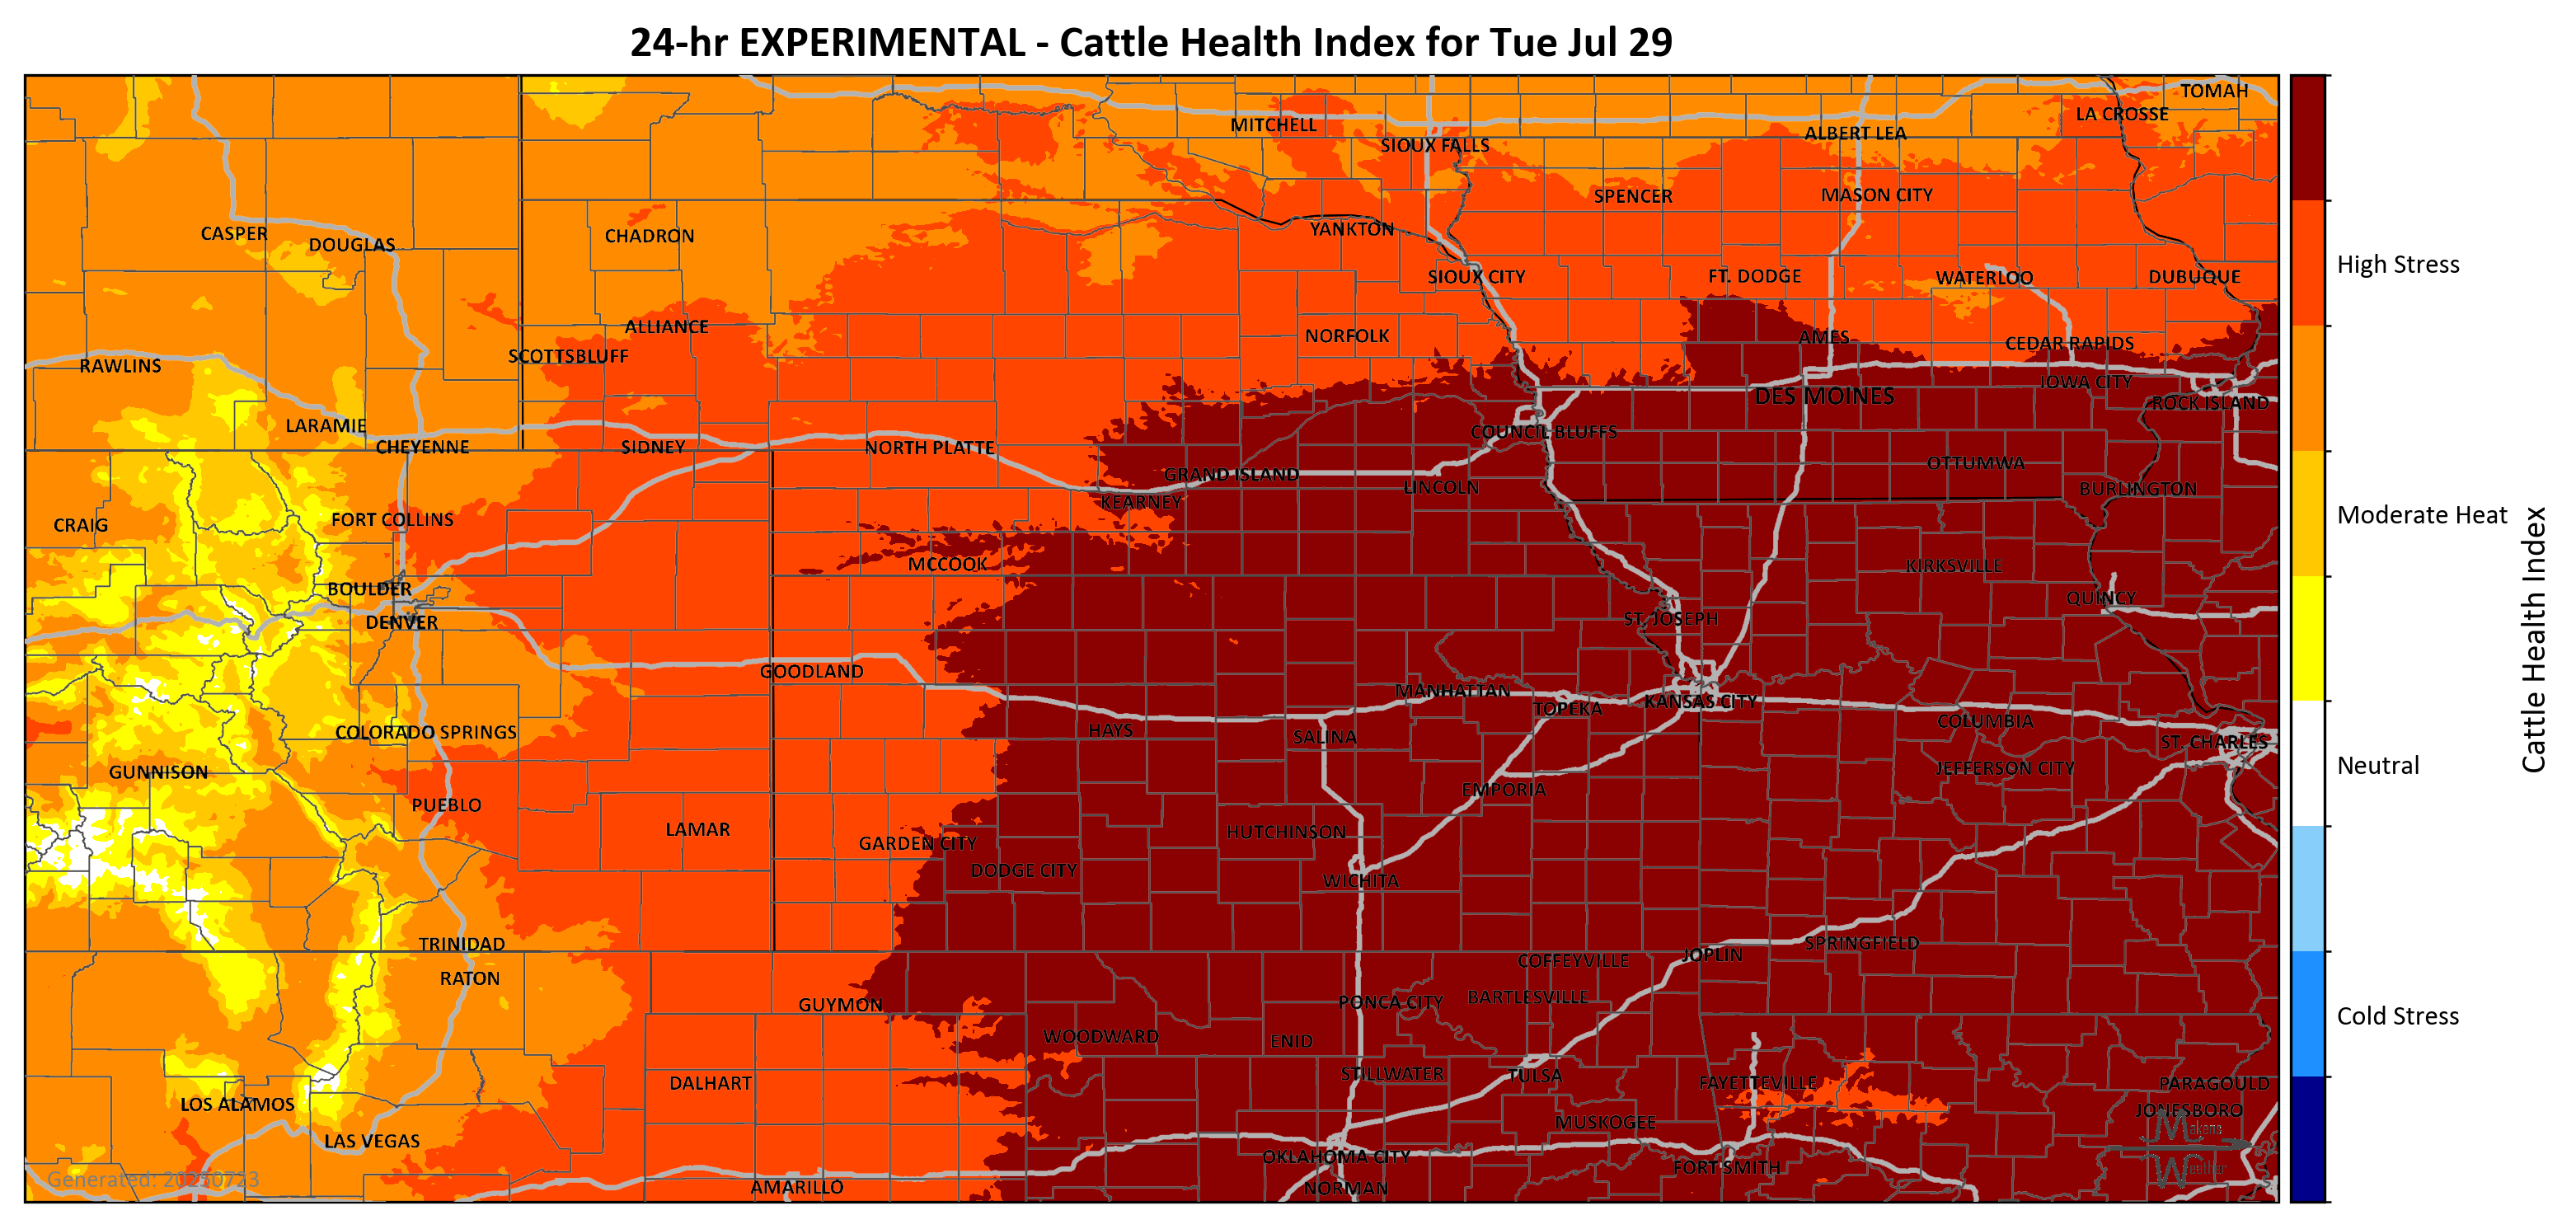 24-hr EXPERIMENTAL - Cattle Health Index for Tue Jul 29
TOMAH
LA CROSSE
MITCHELL
ALBERT LEA
SIOUX FALLS
SPENCER
MASON CITY
CASPER
DOUGLAS
CHADRON
YANKTON
SIOUX CITY
FT. DODGE
WATERLOO
DUBUQUE
High Stress
ALLIANCE
NORFOLK
AMES
CEDAR RAPIDS
SCOTTSBLUFF
RAWLINS
IOWA CITY
DES MOINES
ROCK ISLAND
LARAMIE
COUNCIL BLUFFS
CHEYENNE
SIDNEY
NORTH PLATTE
OTTUMWA
GRAND ISLAND
LINCOLN
BURLINGTON
KEARNEY
Moderate Heat
CRAIG
FORT COLLINS
MCCOOK
KIRKSVILLE
BOULDER
QUINCY
DENVER
ST. JOSEPH
Cattle Health Index
GOODLAND
MANHATTAN
TOPEKA
KANSAS CITY
COLUMBIA
COLORADO SPRINGS
HAYS
SALINA
ST. CHARLES
GUNNISON
JEFFERSON CITY
Neutral
EMPORIA
PUEBLO
LAMAR
HUTCHINSON
GARDEN CITY
DODGE CITY
WICHITA
TRINIDAD
SPRINGFIELD
JOPLIN
COFFEYVILLE
RATON
GUYMON
PONCA CITY
BARTLESVILLE
Cold Stress
WOODWARD
ENID
STILLWATER
TULSA
DALHART
FAYETTEVILLE
PARAGOULD
LOS ALAMOS
JONESBORO
MUSKOGEE
Makens
LAS VEGAS
OKLAHOMA CITY
FORT SMITH
Weather
Generated: 20250723
AMARILLO
NORMAN